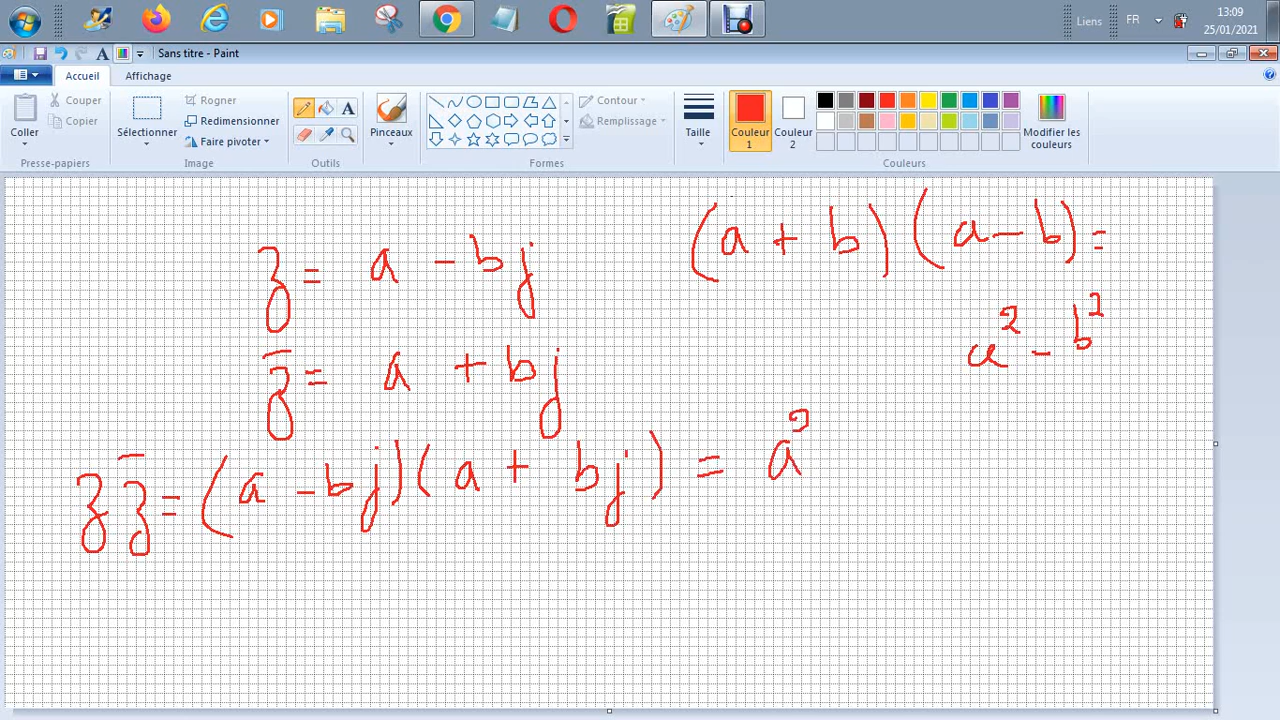 13:09
Liens FR
25/01/2021
Sans titre - Paint
Accueil Affichage
Couper Rogner Contour
Copier Redimensionner A Remplissage
Coller Sélectionner Faire pivoter Pinceaux Taille Couleur 1 Couleur 2 Modifier les couleurs
Presse-papiers Image Outils Formes Couleurs
(a + b)(a - b) =
a² - b²
z = a - bj
z̄ = a + bj
z z̄ = (a - bj)(a + bj) = a²